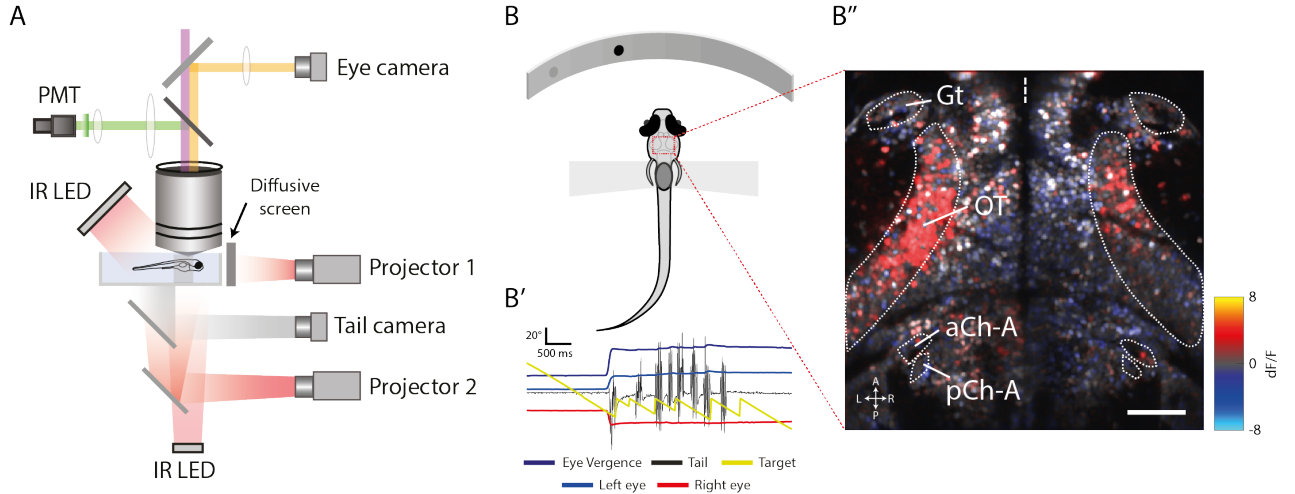 A
Eye camera
PMT
IR LED
Diffusive
screen
Projector 1
Tail camera
Projector 2
IR LED
B
B′
20°
500 ms
Eye Vergence
Tail
Target
Left eye
Right eye
B″
Gt
OT
aCh-A
pCh-A
A
L R
P
8
0
-8
dF/F